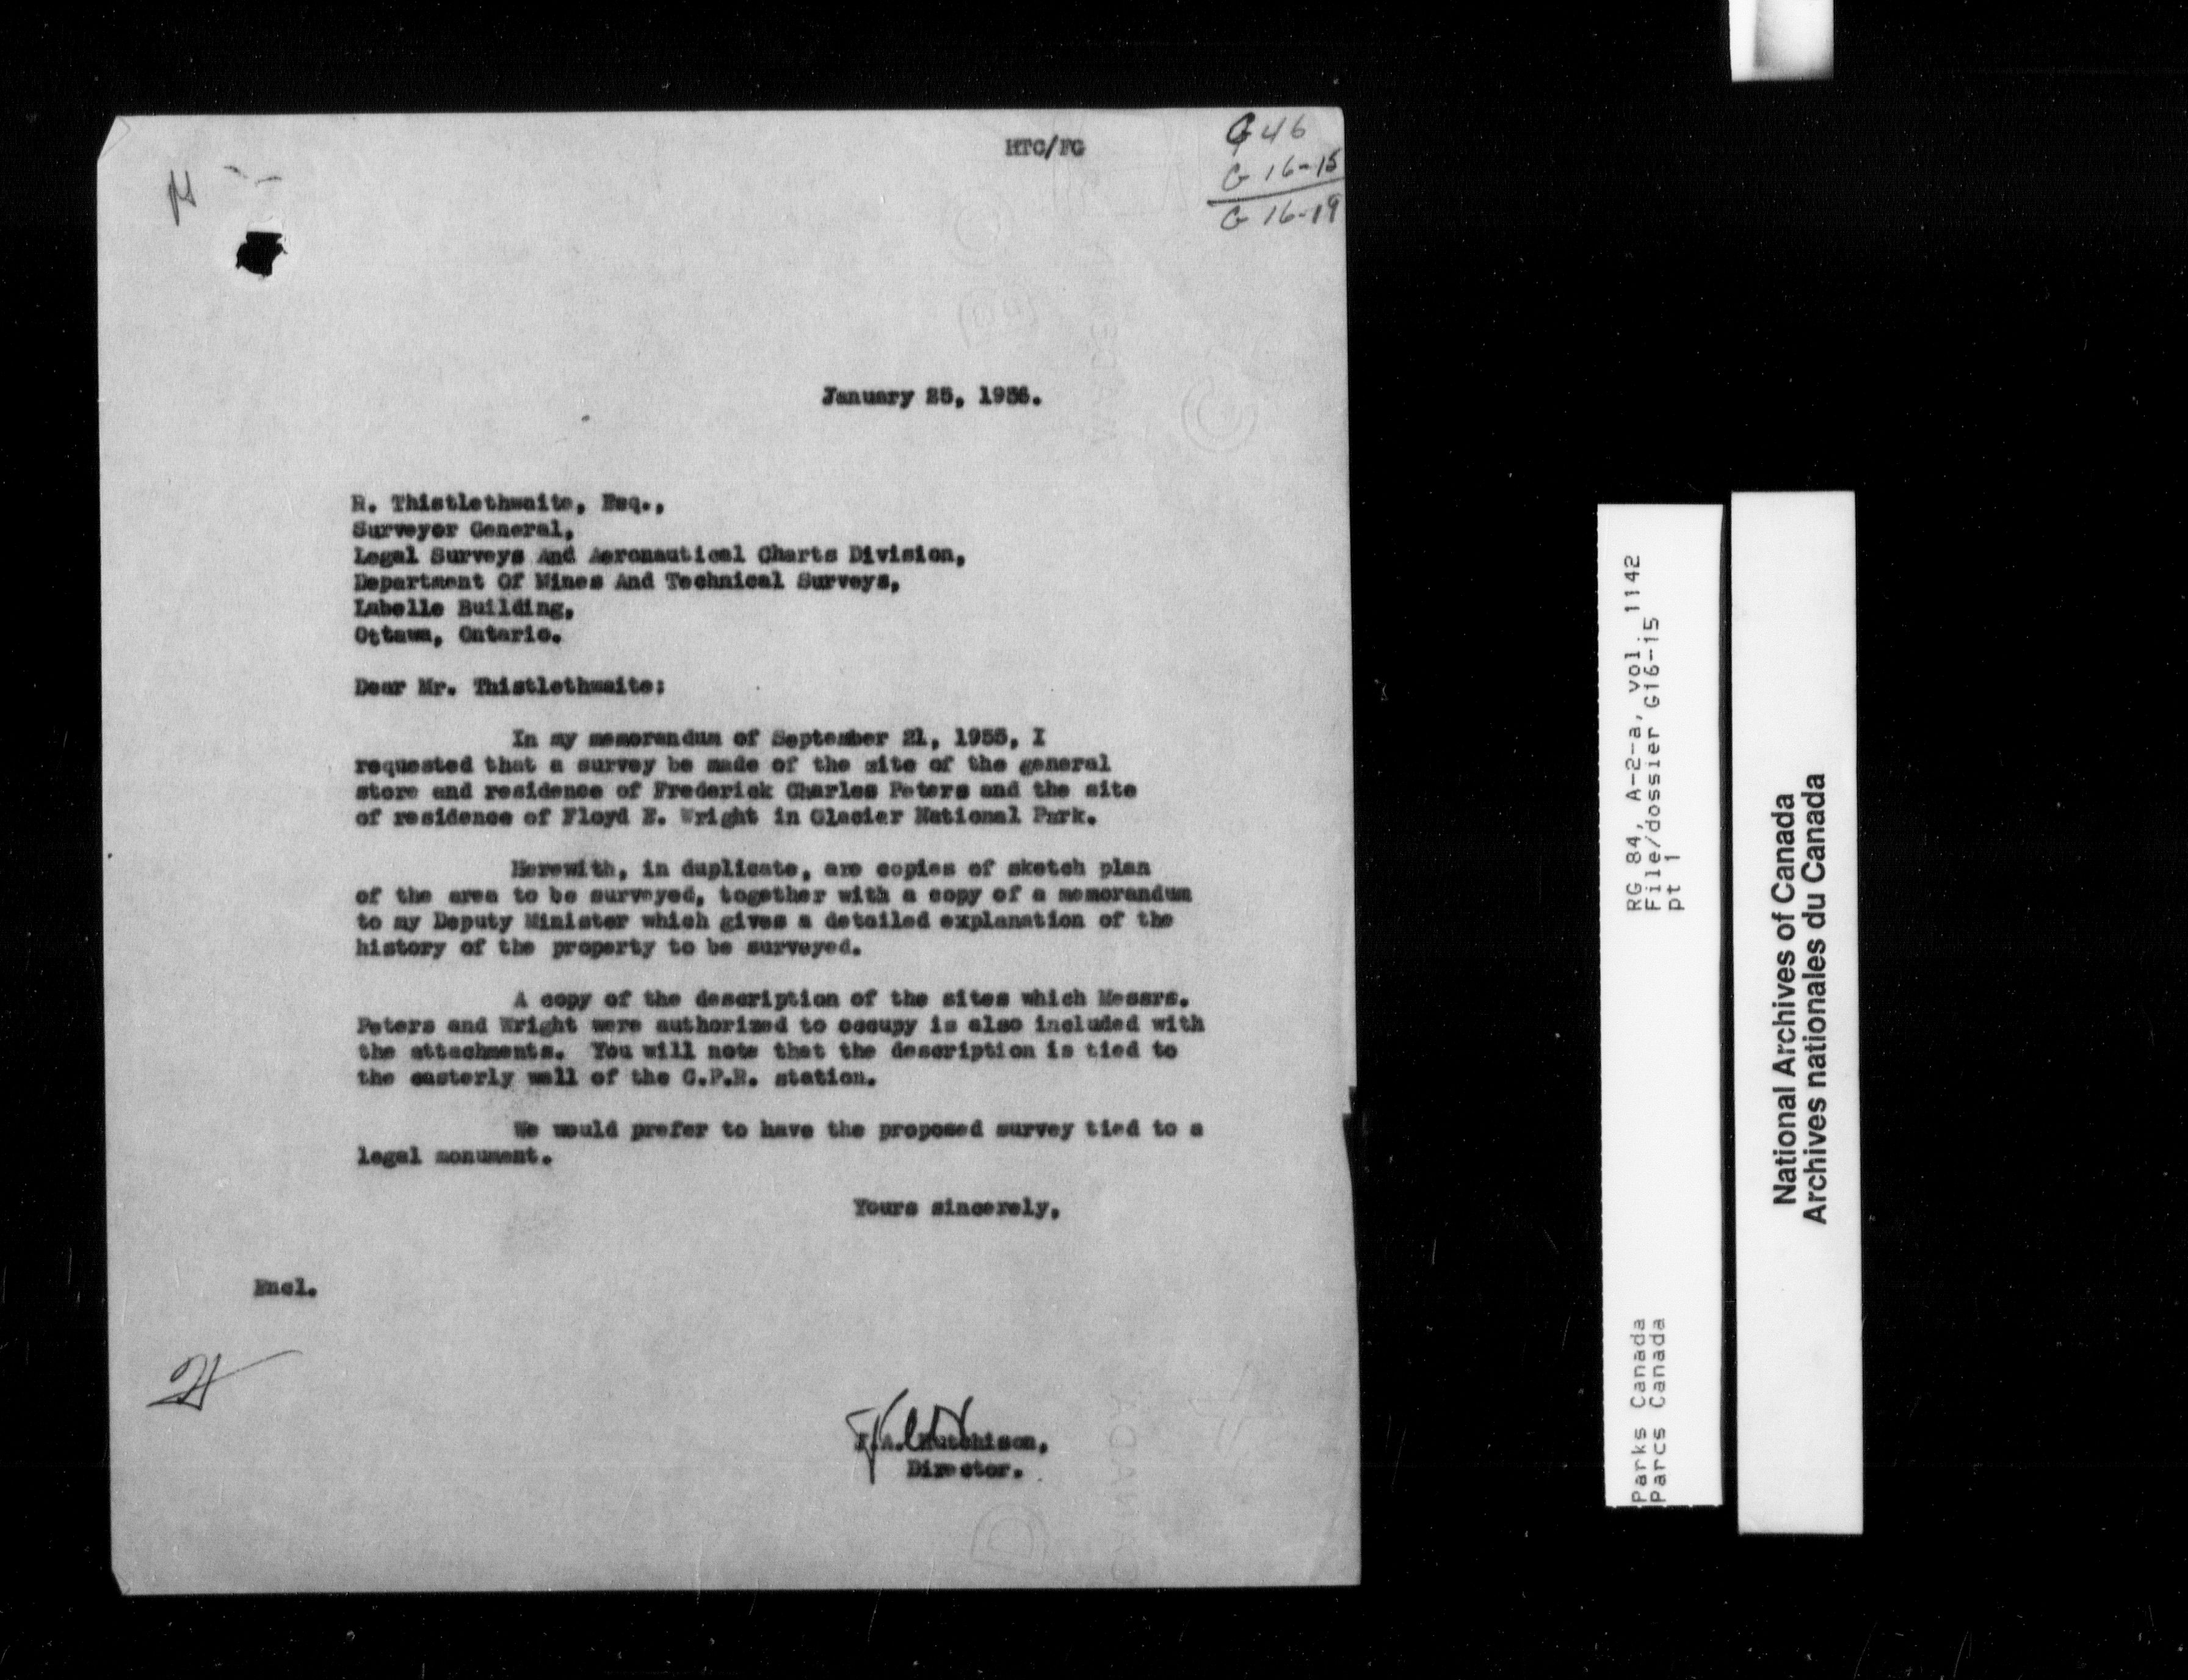 HTC/FG
G 46
G 16-15
G 16-19
January 25, 1956.
R. Thistlethwaite, Esq.,
Surveyor General,
Legal Surveys And Aeronautical Charts Division,
Department Of Mines And Technical Surveys,
Labelle Building,
Ottawa, Ontario.
Dear Mr. Thistlethwaite:
In my memorandum of September 21, 1955, I
requested that a survey be made of the site of the general
store and residence of Frederick Charles Peters and the site
of residence of Floyd E. Wright in Glacier National Park.
Herewith, in duplicate, are copies of sketch plan
of the area to be surveyed, together with a copy of a memorandum
to my Deputy Minister which gives a detailed explanation of the
history of the property to be surveyed.
A copy of the description of the sites which Messrs.
Peters and Wright were authorized to occupy is also included with
the attachments. You will note that the description is tied to
the easterly wall of the C.P.R. station.
We would prefer to have the proposed survey tied to a
legal monument.
Yours sincerely,
Encl.
J.A. Hutchison,
Director.
RG 84, A-2-a, vol. 1142
File/dossier G16-15
pt 1
Parks Canada
Parcs Canada
National Archives of Canada
Archives nationales du Canada